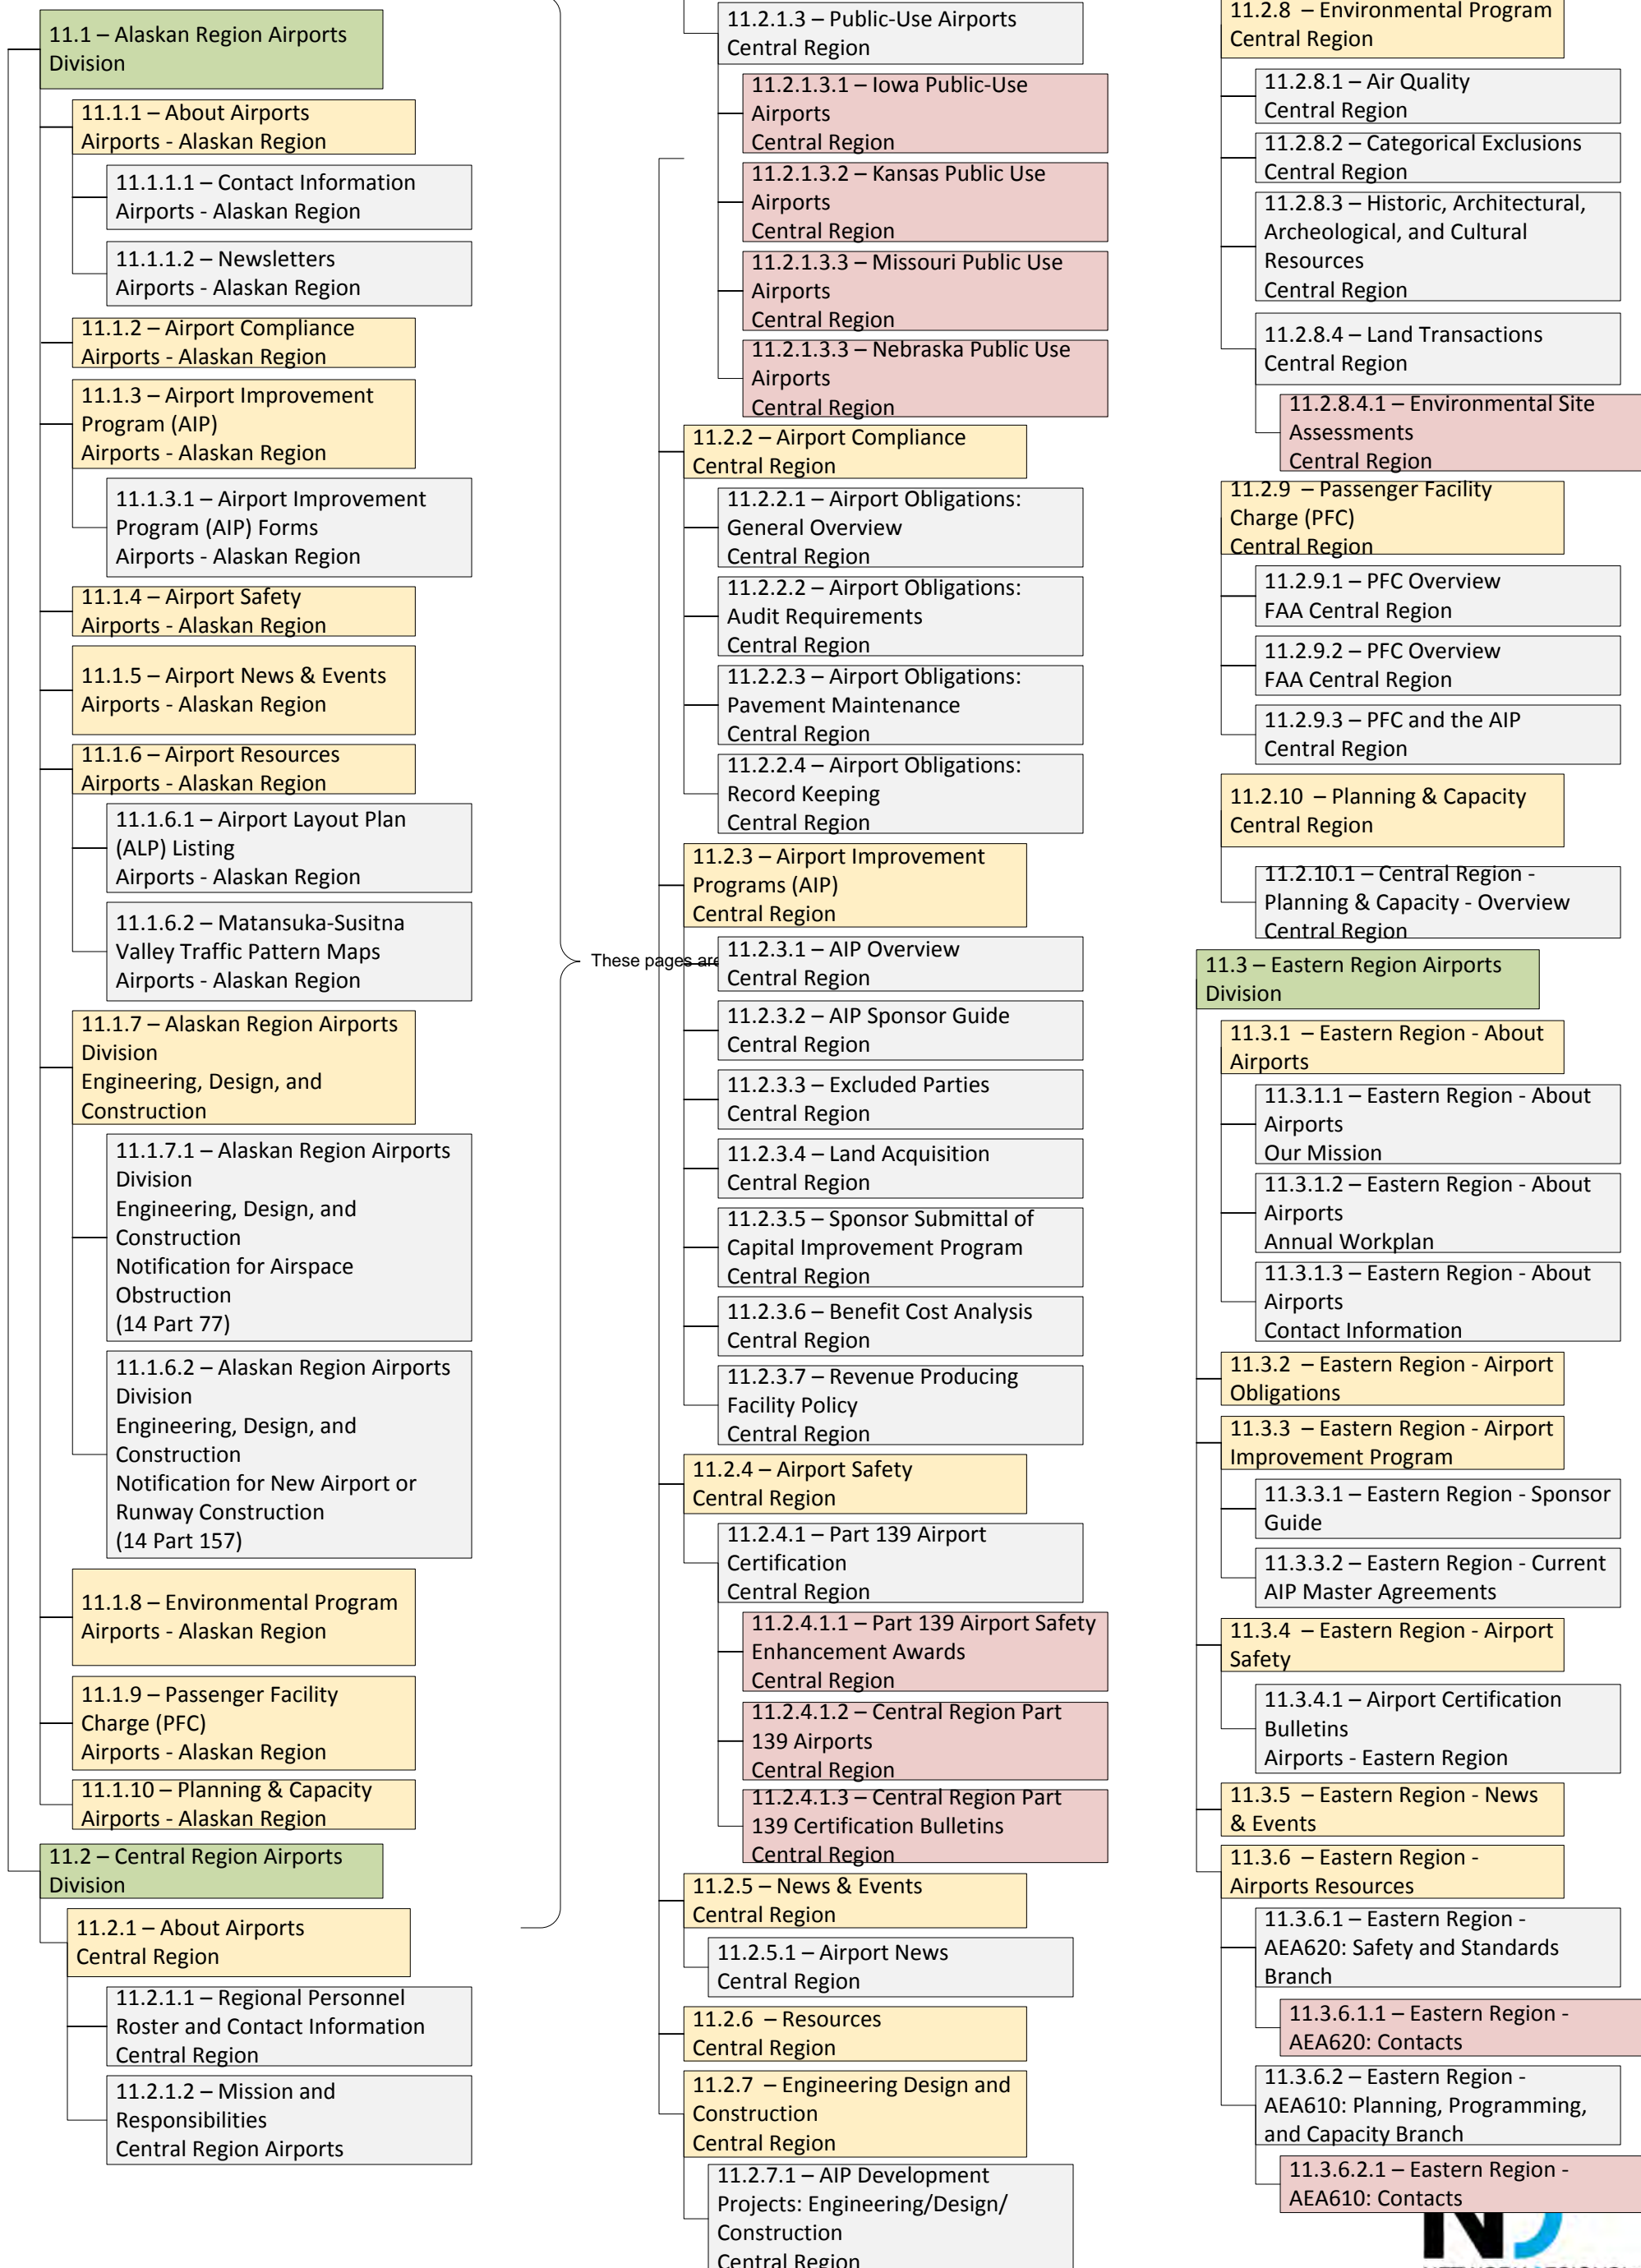 11.1 – Alaskan Region Airports
Division
11.1.1 – About Airports
Airports - Alaskan Region
11.1.1.1 – Contact Information
Airports - Alaskan Region
11.1.1.2 – Newsletters
Airports - Alaskan Region
11.1.2 – Airport Compliance
Airports - Alaskan Region
11.1.3 – Airport Improvement
Program (AIP)
Airports - Alaskan Region
11.1.3.1 – Airport Improvement
Program (AIP) Forms
Airports - Alaskan Region
11.1.4 – Airport Safety
Airports - Alaskan Region
11.1.5 – Airport News & Events
Airports - Alaskan Region
11.1.6 – Airport Resources
Airports - Alaskan Region
11.1.6.1 – Airport Layout Plan
(ALP) Listing
Airports - Alaskan Region
11.1.6.2 – Matansuka-Susitna
Valley Traffic Pattern Maps
Airports - Alaskan Region
11.1.7 – Alaskan Region Airports
Division
Engineering, Design, and
Construction
11.1.7.1 – Alaskan Region Airports
Division
Engineering, Design, and
Construction
Notification for Airspace
Obstruction
(14 Part 77)
11.1.6.2 – Alaskan Region Airports
Division
Engineering, Design, and
Construction
Notification for New Airport or
Runway Construction
(14 Part 157)
11.1.8 – Environmental Program
Airports - Alaskan Region
11.1.9 – Passenger Facility
Charge (PFC)
Airports - Alaskan Region
11.1.10 – Planning & Capacity
Airports - Alaskan Region
11.2 – Central Region Airports
Division
11.2.1 – About Airports
Central Region
11.2.1.1 – Regional Personnel
Roster and Contact Information
Central Region
11.2.1.2 – Mission and
Responsibilities
Central Region Airports
These pages are
11.2.1.3 – Public-Use Airports
Central Region
11.2.1.3.1 – Iowa Public-Use
Airports
Central Region
11.2.1.3.2 – Kansas Public Use
Airports
Central Region
11.2.1.3.3 – Missouri Public Use
Airports
Central Region
11.2.1.3.3 – Nebraska Public Use
Airports
Central Region
11.2.2 – Airport Compliance
Central Region
11.2.2.1 – Airport Obligations:
General Overview
Central Region
11.2.2.2 – Airport Obligations:
Audit Requirements
Central Region
11.2.2.3 – Airport Obligations:
Pavement Maintenance
Central Region
11.2.2.4 – Airport Obligations:
Record Keeping
Central Region
11.2.3 – Airport Improvement
Programs (AIP)
Central Region
11.2.3.1 – AIP Overview
Central Region
11.2.3.2 – AIP Sponsor Guide
Central Region
11.2.3.3 – Excluded Parties
Central Region
11.2.3.4 – Land Acquisition
Central Region
11.2.3.5 – Sponsor Submittal of
Capital Improvement Program
Central Region
11.2.3.6 – Benefit Cost Analysis
Central Region
11.2.3.7 – Revenue Producing
Facility Policy
Central Region
11.2.4 – Airport Safety
Central Region
11.2.4.1 – Part 139 Airport
Certification
Central Region
11.2.4.1.1 – Part 139 Airport Safety
Enhancement Awards
Central Region
11.2.4.1.2 – Central Region Part
139 Airports
Central Region
11.2.4.1.3 – Central Region Part
139 Certification Bulletins
Central Region
11.2.5 – News & Events
Central Region
11.2.5.1 – Airport News
Central Region
11.2.6 – Resources
Central Region
11.2.7 – Engineering Design and
Construction
Central Region
11.2.7.1 – AIP Development
Projects: Engineering/Design/
Construction
Central Region
11.2.8 – Environmental Program
Central Region
11.2.8.1 – Air Quality
Central Region
11.2.8.2 – Categorical Exclusions
Central Region
11.2.8.3 – Historic, Architectural,
Archeological, and Cultural
Resources
Central Region
11.2.8.4 – Land Transactions
Central Region
11.2.8.4.1 – Environmental Site
Assessments
Central Region
11.2.9 – Passenger Facility
Charge (PFC)
Central Region
11.2.9.1 – PFC Overview
FAA Central Region
11.2.9.2 – PFC Overview
FAA Central Region
11.2.9.3 – PFC and the AIP
Central Region
11.2.10 – Planning & Capacity
Central Region
11.2.10.1 – Central Region -
Planning & Capacity - Overview
Central Region
11.3 – Eastern Region Airports
Division
11.3.1 – Eastern Region - About
Airports
11.3.1.1 – Eastern Region - About
Airports
Our Mission
11.3.1.2 – Eastern Region - About
Airports
Annual Workplan
11.3.1.3 – Eastern Region - About
Airports
Contact Information
11.3.2 – Eastern Region - Airport
Obligations
11.3.3 – Eastern Region - Airport
Improvement Program
11.3.3.1 – Eastern Region - Sponsor
Guide
11.3.3.2 – Eastern Region - Current
AIP Master Agreements
11.3.4 – Eastern Region - Airport
Safety
11.3.4.1 – Airport Certification
Bulletins
Airports - Eastern Region
11.3.5 – Eastern Region - News
& Events
11.3.6 – Eastern Region -
Airports Resources
11.3.6.1 – Eastern Region -
AEA620: Safety and Standards
Branch
11.3.6.1.1 – Eastern Region -
AEA620: Contacts
11.3.6.2 – Eastern Region -
AEA610: Planning, Programming,
and Capacity Branch
11.3.6.2.1 – Eastern Region -
AEA610: Contacts